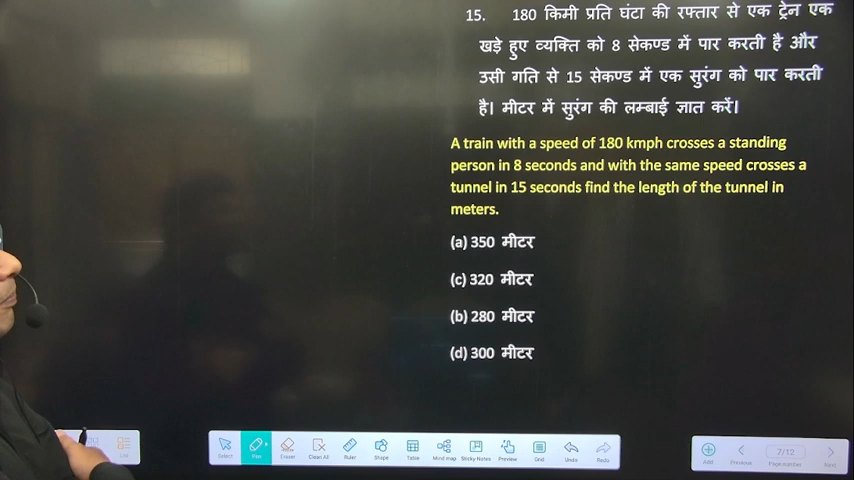 15. 180 किमी प्रति घंटा की रफ्तार से एक ट्रेन एक
खड़े हुए व्यक्ति को 8 सेकण्ड में पार करती है और
उसी गति से 15 सेकण्ड में एक सुरंग को पार करती
है। मीटर में सुरंग की लम्बाई ज्ञात करें।
A train with a speed of 180 kmph crosses a standing
person in 8 seconds and with the same speed crosses a
tunnel in 15 seconds find the length of the tunnel in
meters.
(a) 350 मीटर
(c) 320 मीटर
(b) 280 मीटर
(d) 300 मीटर
List Select Pen Eraser Clean All Ruler Shape Table Mind map Sticky Notes Preview Grid Undo Redo Add Previous Page number
7/12